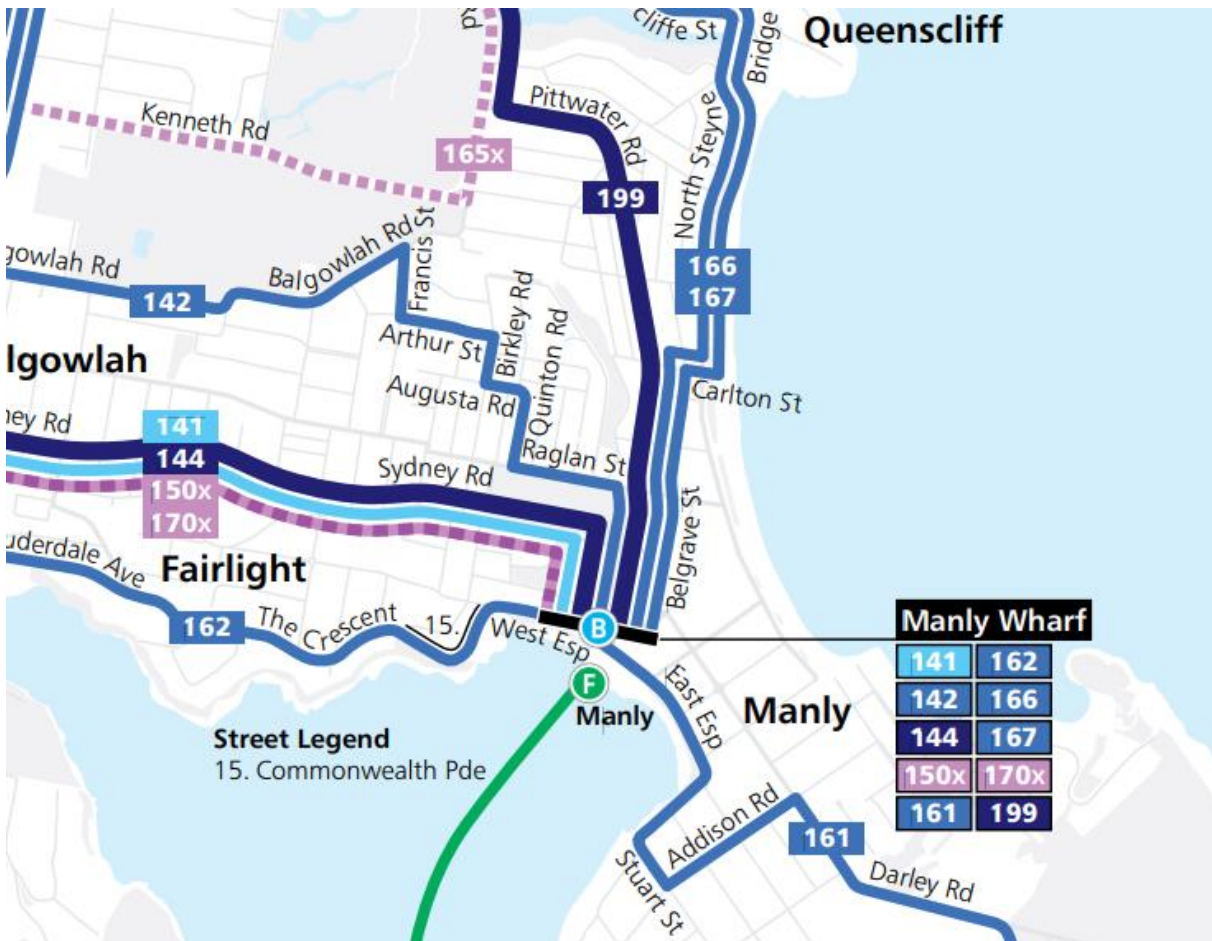 cliffe St
Queenscliff
Bridge
Rd
Pittwater Rd
Kenneth Rd
165x
199
North Steyne
Balgowlah Rd
Francis St
gowlah Rd
142
166
167
Birkley Rd
Quinton Rd
Arthur St
lgowlah
Augusta Rd
Carlton St
ney Rd
141
144
150x
170x
Sydney Rd
Raglan St
Belgrave St
uderdale Ave
Fairlight
162
The Crescent
15.
West Esp
B
Manly Wharf
141 162
142 166
144 167
150x 170x
161 199
F
Manly
East Esp
Manly
Street Legend
15. Commonwealth Pde
Addison Rd
161
Stuart St
Darley Rd